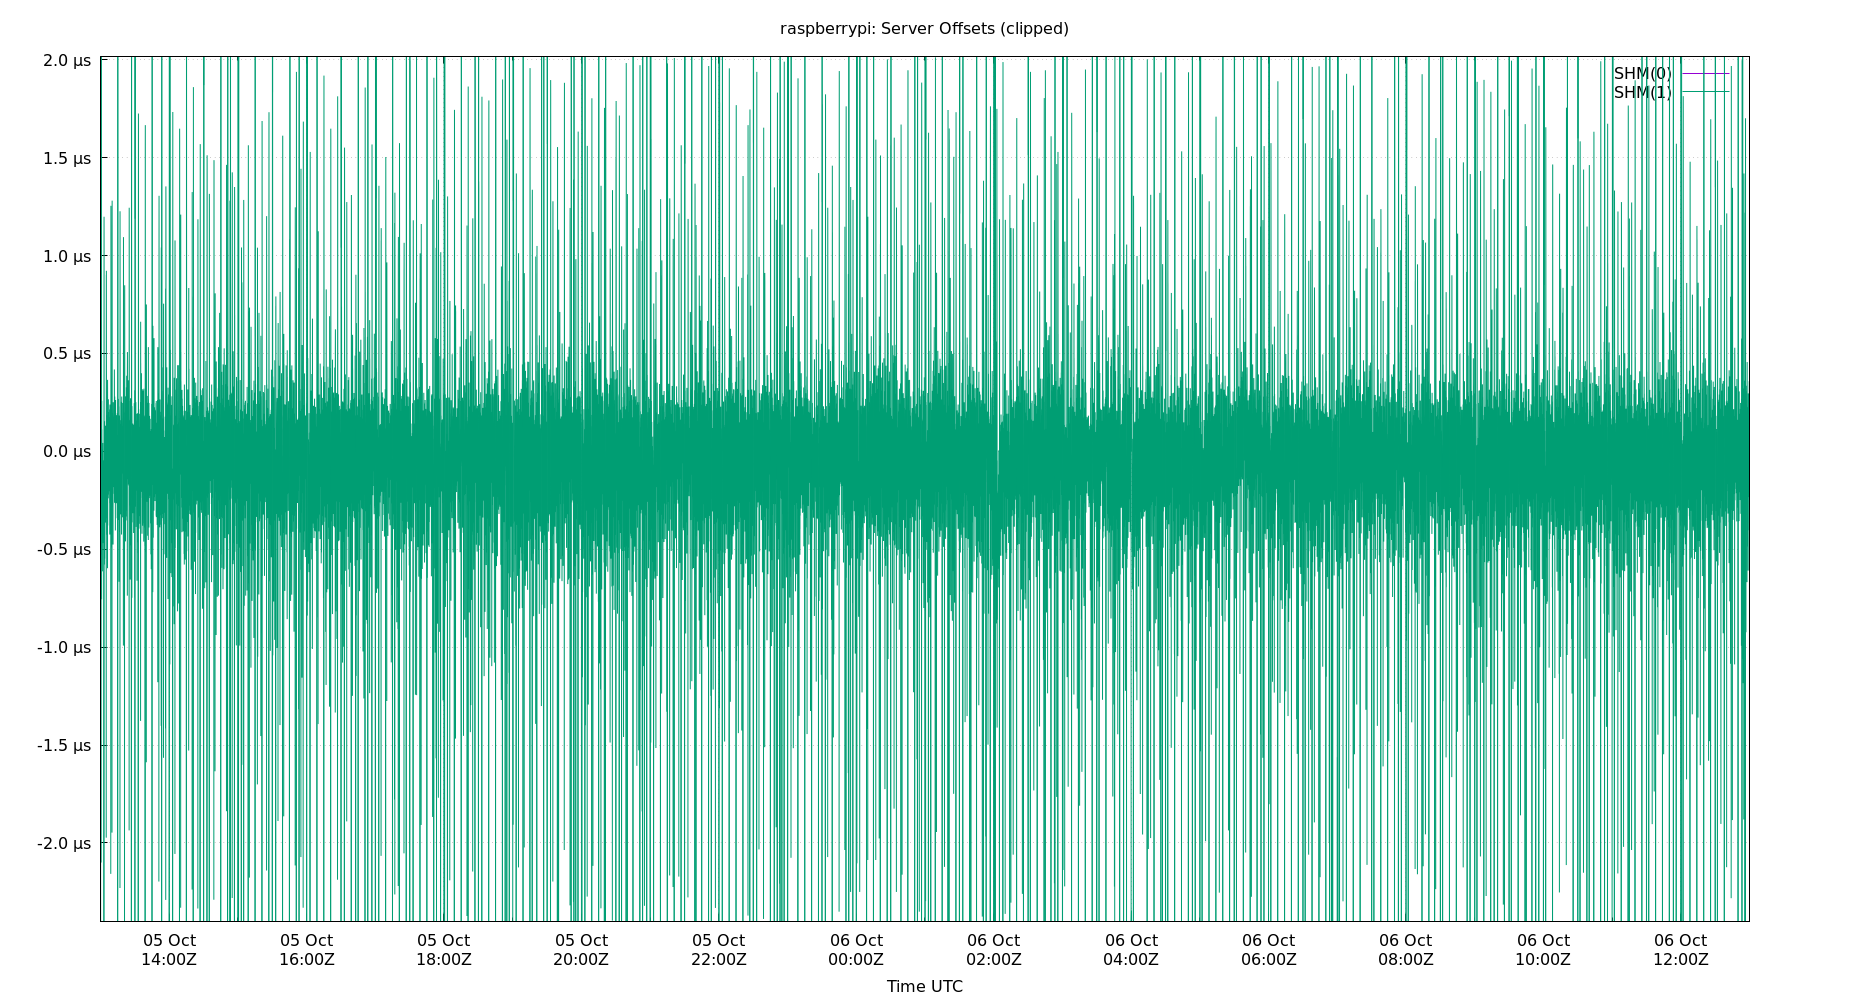 raspberrypi: Server Offsets (clipped)
2.0 µs
1.5 µs
1.0 µs
0.5 µs
0.0 µs
-0.5 µs
-1.0 µs
-1.5 µs
-2.0 µs
SHM(0)
SHM(1)
05 Oct 05 Oct 05 Oct 05 Oct 05 Oct 06 Oct 06 Oct 06 Oct 06 Oct 06 Oct 06 Oct 06 Oct
14:00Z 16:00Z 18:00Z 20:00Z 22:00Z 00:00Z 02:00Z 04:00Z 06:00Z 08:00Z 10:00Z 12:00Z
Time UTC